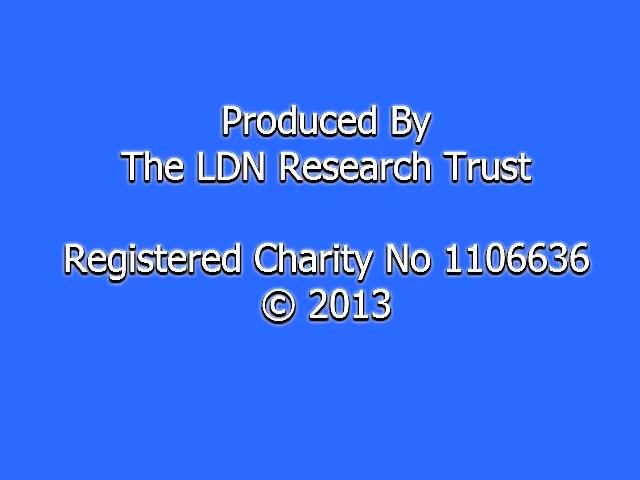 Produced By
The LDN Research Trust
Registered Charity No 1106636
© 2013